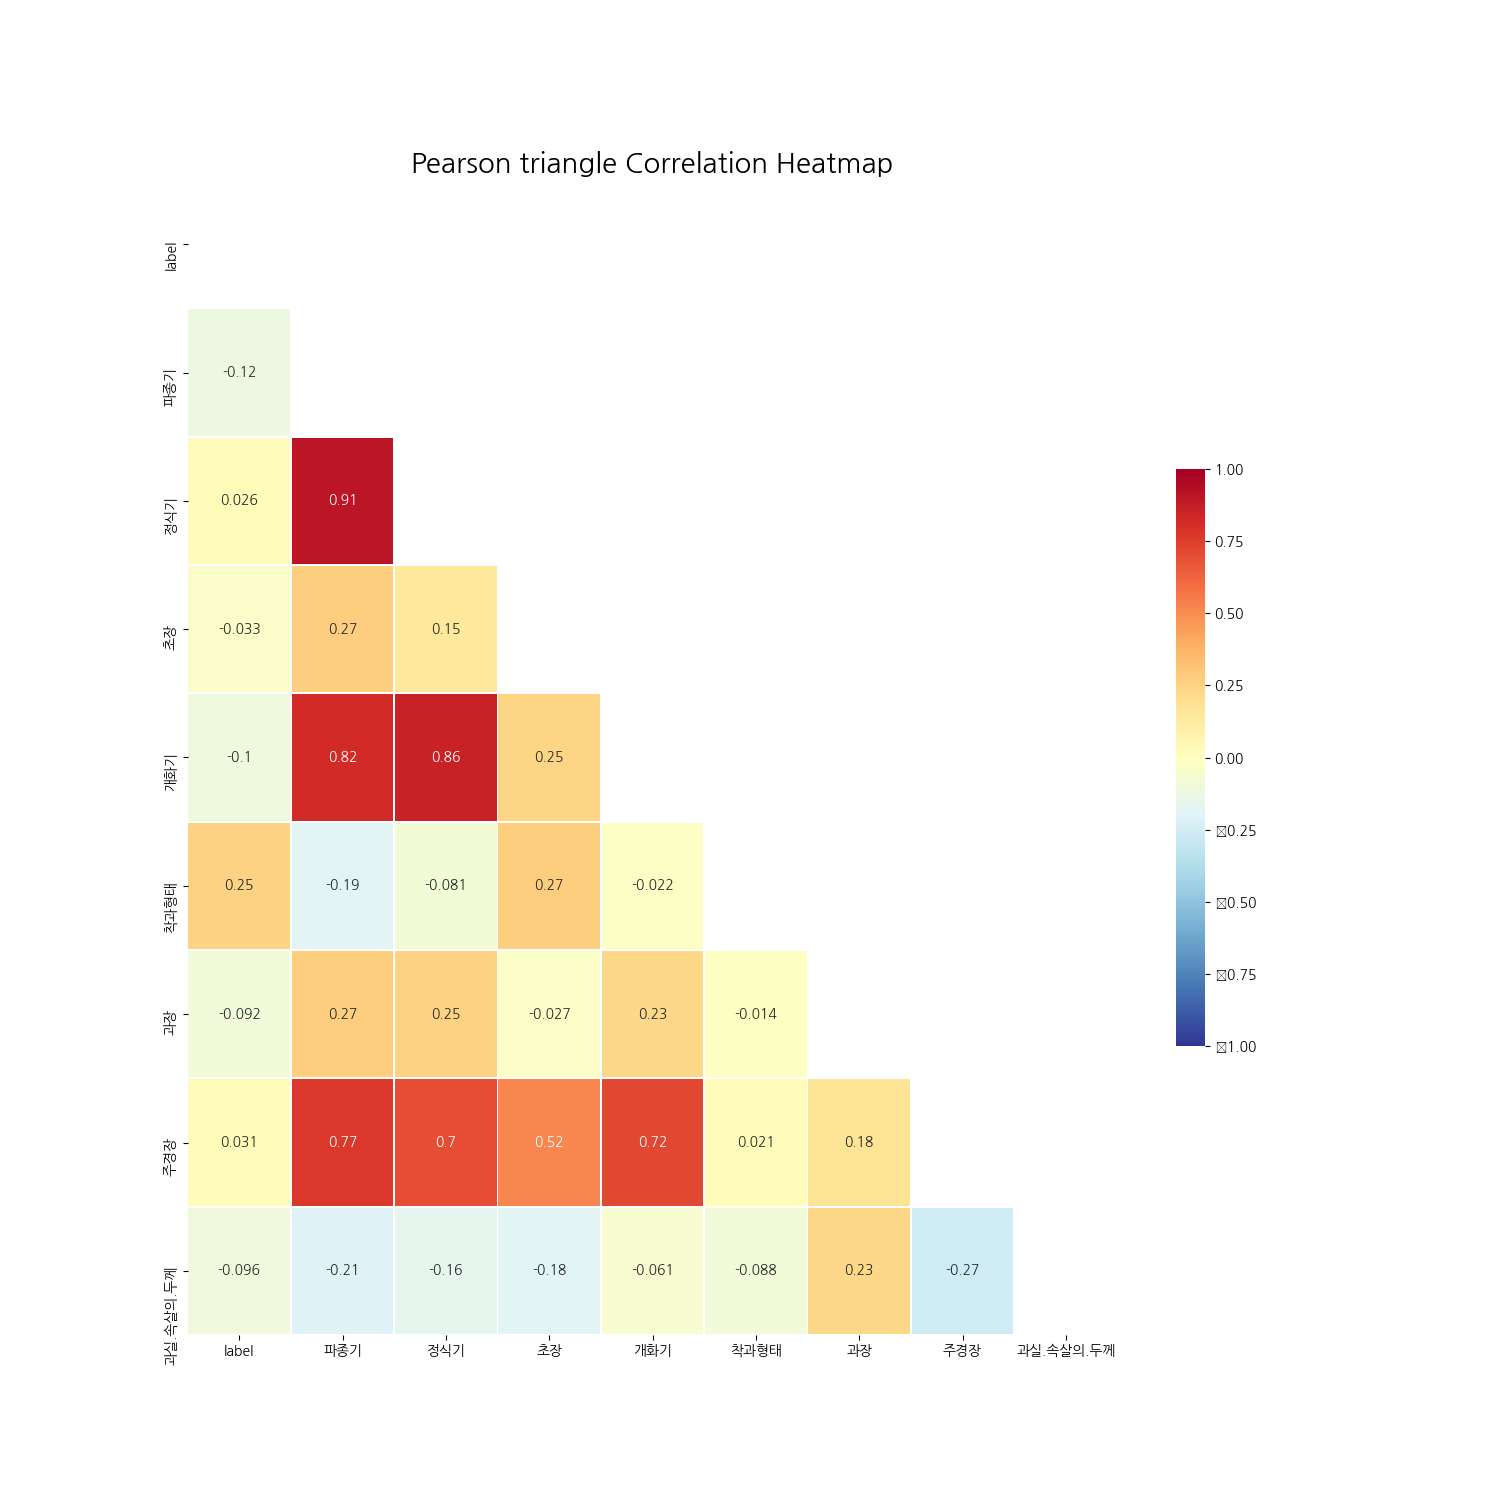 Pearson triangle Correlation Heatmap
label
파종기
-0.12
정식기
0.026 0.91
초장
-0.033 0.27 0.15
개화기
-0.1 0.82 0.86 0.25
착과형태
0.25 -0.19 -0.081 0.27 -0.022
과장
-0.092 0.27 0.25 -0.027 0.23 -0.014
주경장
0.031 0.77 0.7 0.52 0.72 0.021 0.18
과실.속살의.두께
-0.096 -0.21 -0.16 -0.18 -0.061 -0.088 0.23 -0.27
label 파종기 정식기 초장 개화기 착과형태 과장 주경장 과실.속살의.두께
1.00
0.75
0.50
0.25
0.00
0.25
0.50
0.75
1.00